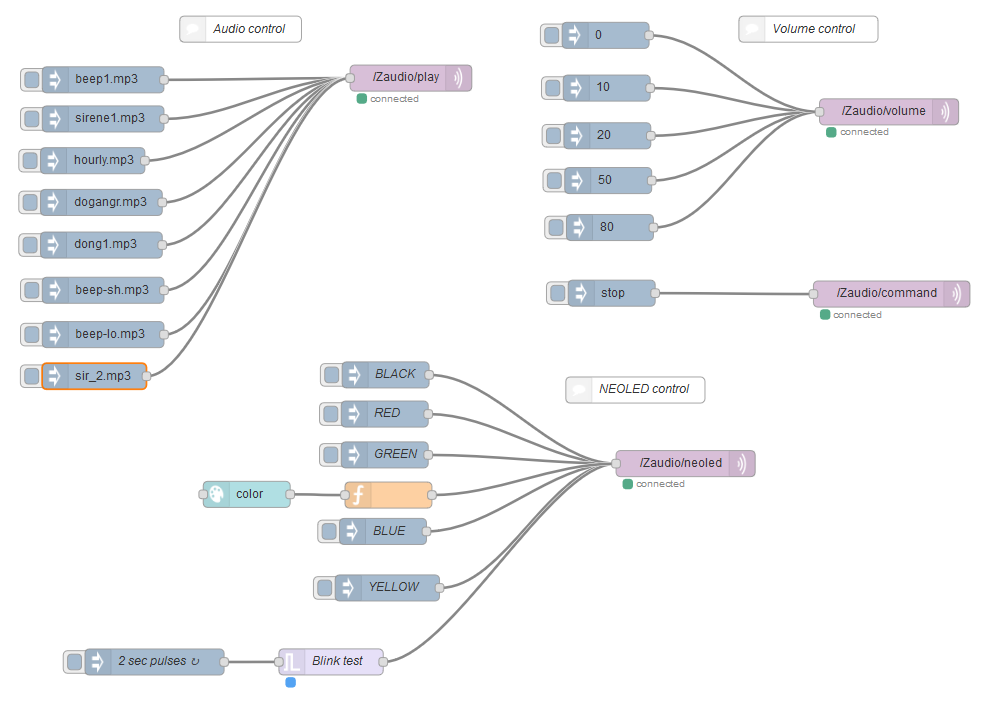 Audio control
beep1.mp3
sirene1.mp3
hourly.mp3
dogangr.mp3
dong1.mp3
beep-sh.mp3
beep-lo.mp3
sir_2.mp3
/Zaudio/play
connected
Volume control
0
10
20
50
80
/Zaudio/volume
connected
stop
/Zaudio/command
connected
NEOLED control
BLACK
RED
GREEN
color
BLUE
YELLOW
2 sec pulses ↻
Blink test
/Zaudio/neoled
connected